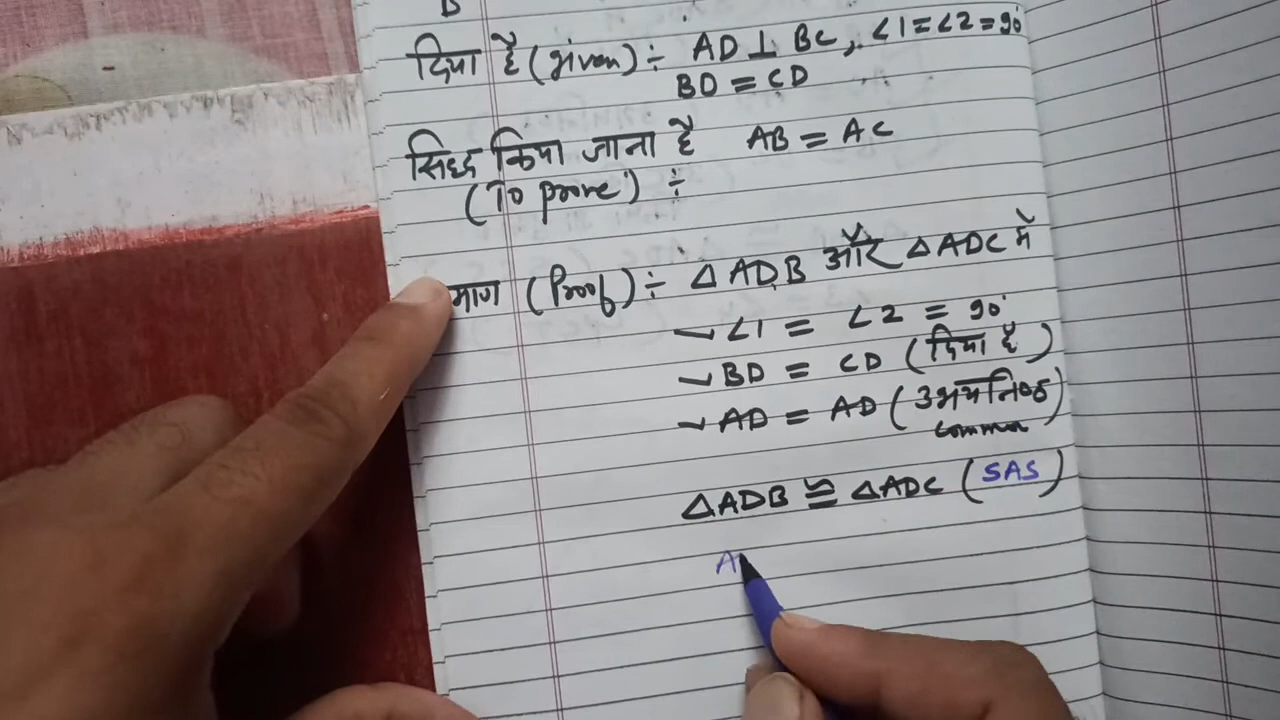 B
दिया है (given) ÷ AD ⊥ BC, ∠1 = ∠2 = 90°
BD = CD
सिध्द किया जाना है AB = AC
(To prove) ÷
माण (Proof) ÷ △ADB और △ADC में
∠1 = ∠2 = 90°
BD = CD (दिया है)
AD = AD (उभयनिष्ठ)
common
△ADB ≅ △ADC (SAS)
A